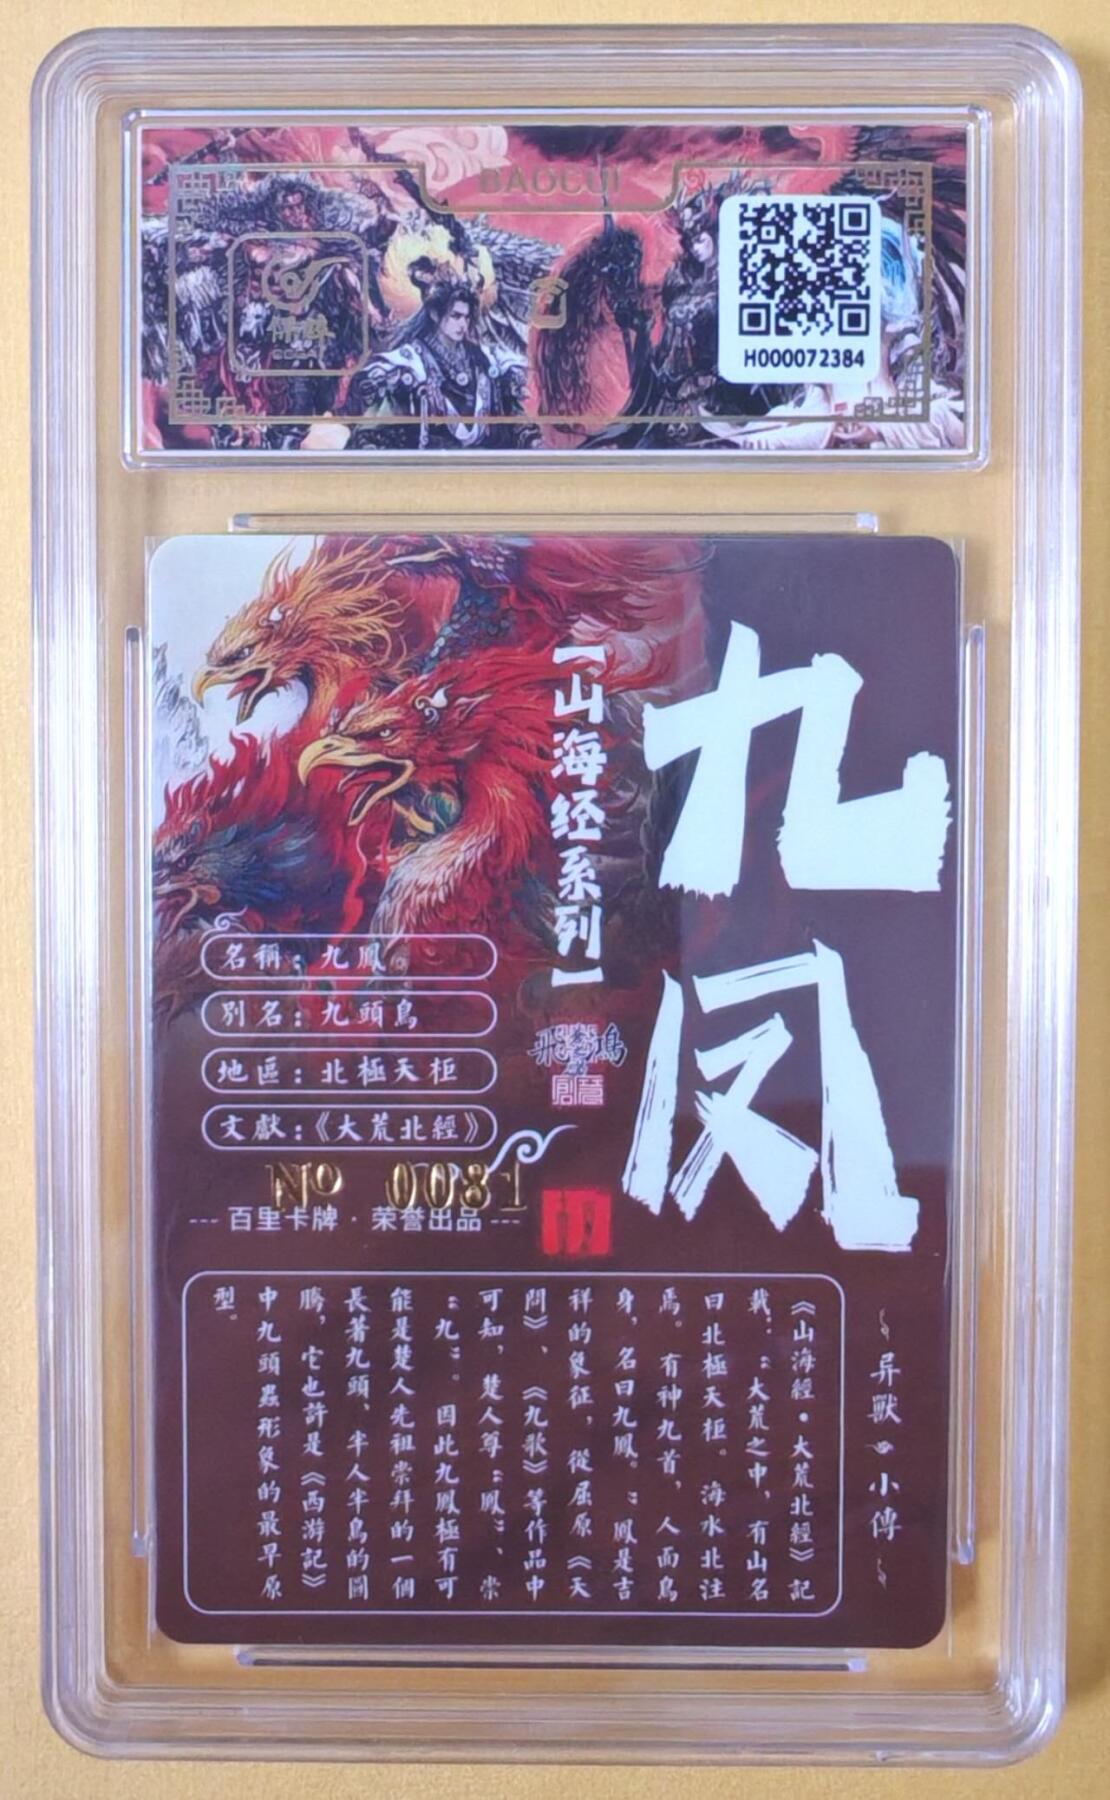 BAOCUI
H000072384
九凤
【山海经系列】
名稱：九鳳
別名：九頭鳥
地區：北極天柜
文獻：《大荒北經》
№ 0081
--- 百里卡牌 · 荣誉出品 ---
异獸小傳
《山海經·大荒北經》記
載：“大荒之中，有山名
曰北極天柜。海水北注
焉。有神九首，人面鳥
身，名曰九鳳。”鳳是吉
祥的象征，從屈原《天
問》、《九歌》等作品中
可知，楚人尊“鳳”、崇
“九”。因此九鳳極有可
能是楚人先祖崇拜的一個
長著九頭、半人半鳥的圖
騰，它也許是《西游記》
中九頭蟲形象的最早原
型。